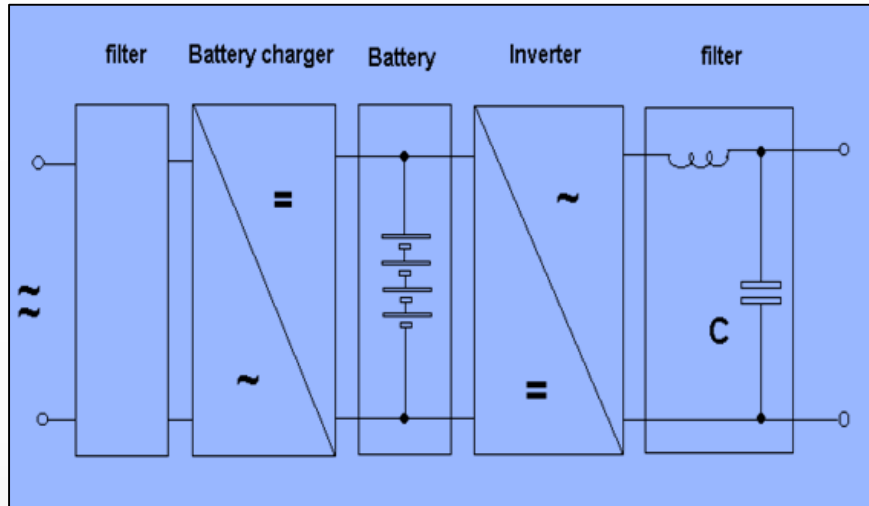 filter Battery charger Battery Inverter filter
=
~
≈
C
~
=